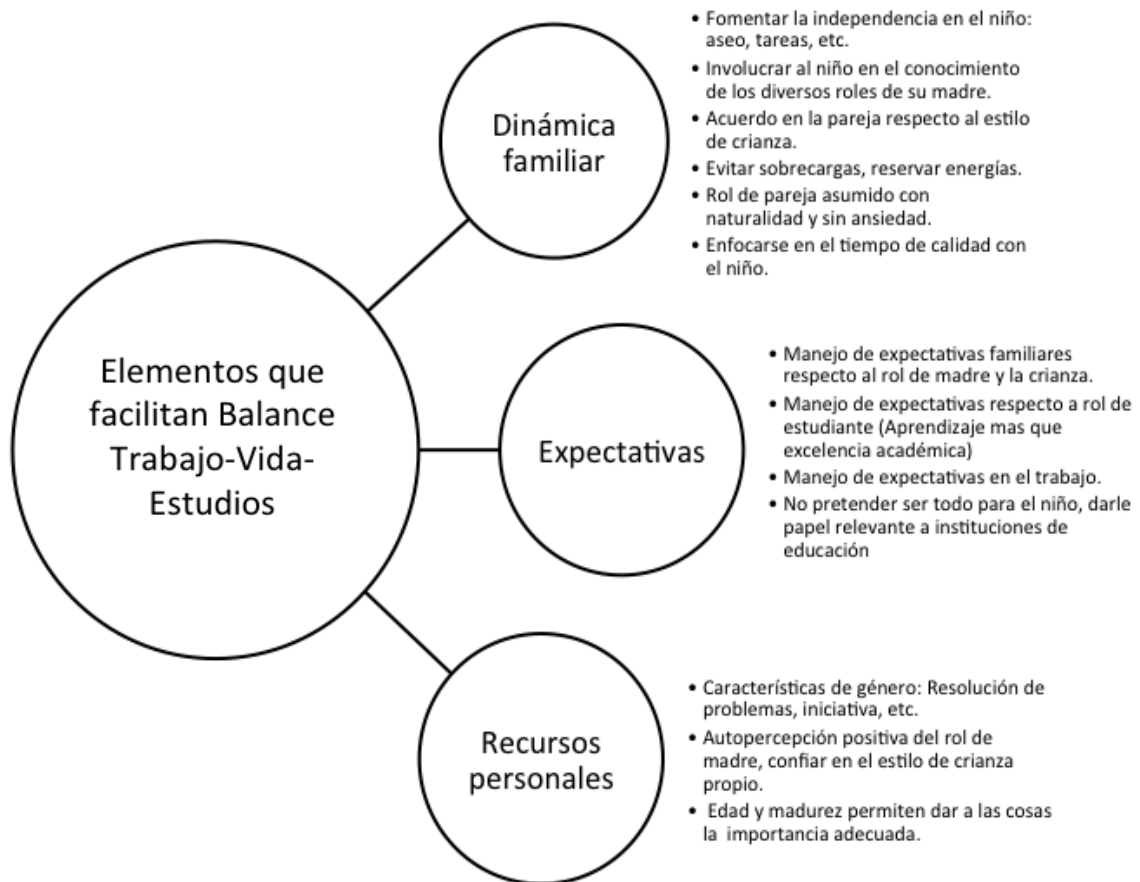 Elementos que
facilitan Balance
Trabajo-Vida-
Estudios
Dinámica
familiar
• Fomentar la independencia en el niño:
aseo, tareas, etc.
• Involucrar al niño en el conocimiento
de los diversos roles de su madre.
• Acuerdo en la pareja respecto al estilo
de crianza.
• Evitar sobrecargas, reservar energías.
• Rol de pareja asumido con
naturalidad y sin ansiedad.
• Enfocarse en el tiempo de calidad con
el niño.
Expectativas
• Manejo de expectativas familiares
respecto al rol de madre y la crianza.
• Manejo de expectativas respecto a rol de
estudiante (Aprendizaje mas que
excelencia académica)
• Manejo de expectativas en el trabajo.
• No pretender ser todo para el niño, darle
papel relevante a instituciones de
educación
Recursos
personales
• Características de género: Resolución de
problemas, iniciativa, etc.
• Autopercepción positiva del rol de
madre, confiar en el estilo de crianza
propio.
• Edad y madurez permiten dar a las cosas
la importancia adecuada.